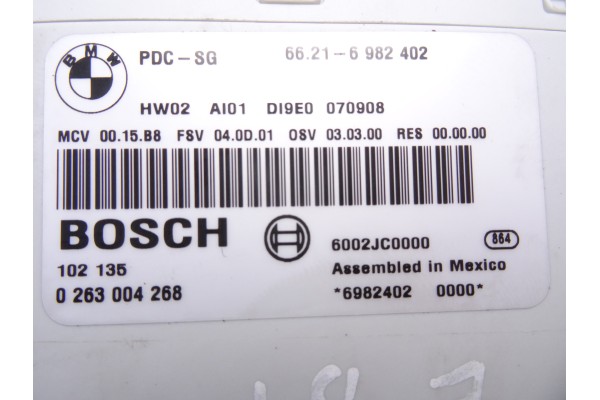 BMW PDC-SG 66.21-6 982 402
HW02 AI01 DI9E0 070908
MCV 00.15.B8 FSV 04.0D.01 OSV 03.03.00 RES 00.00.00
BOSCH
6002JC0000 864
102 135 Assembled in Mexico
0 263 004 268 *6982402 0000*